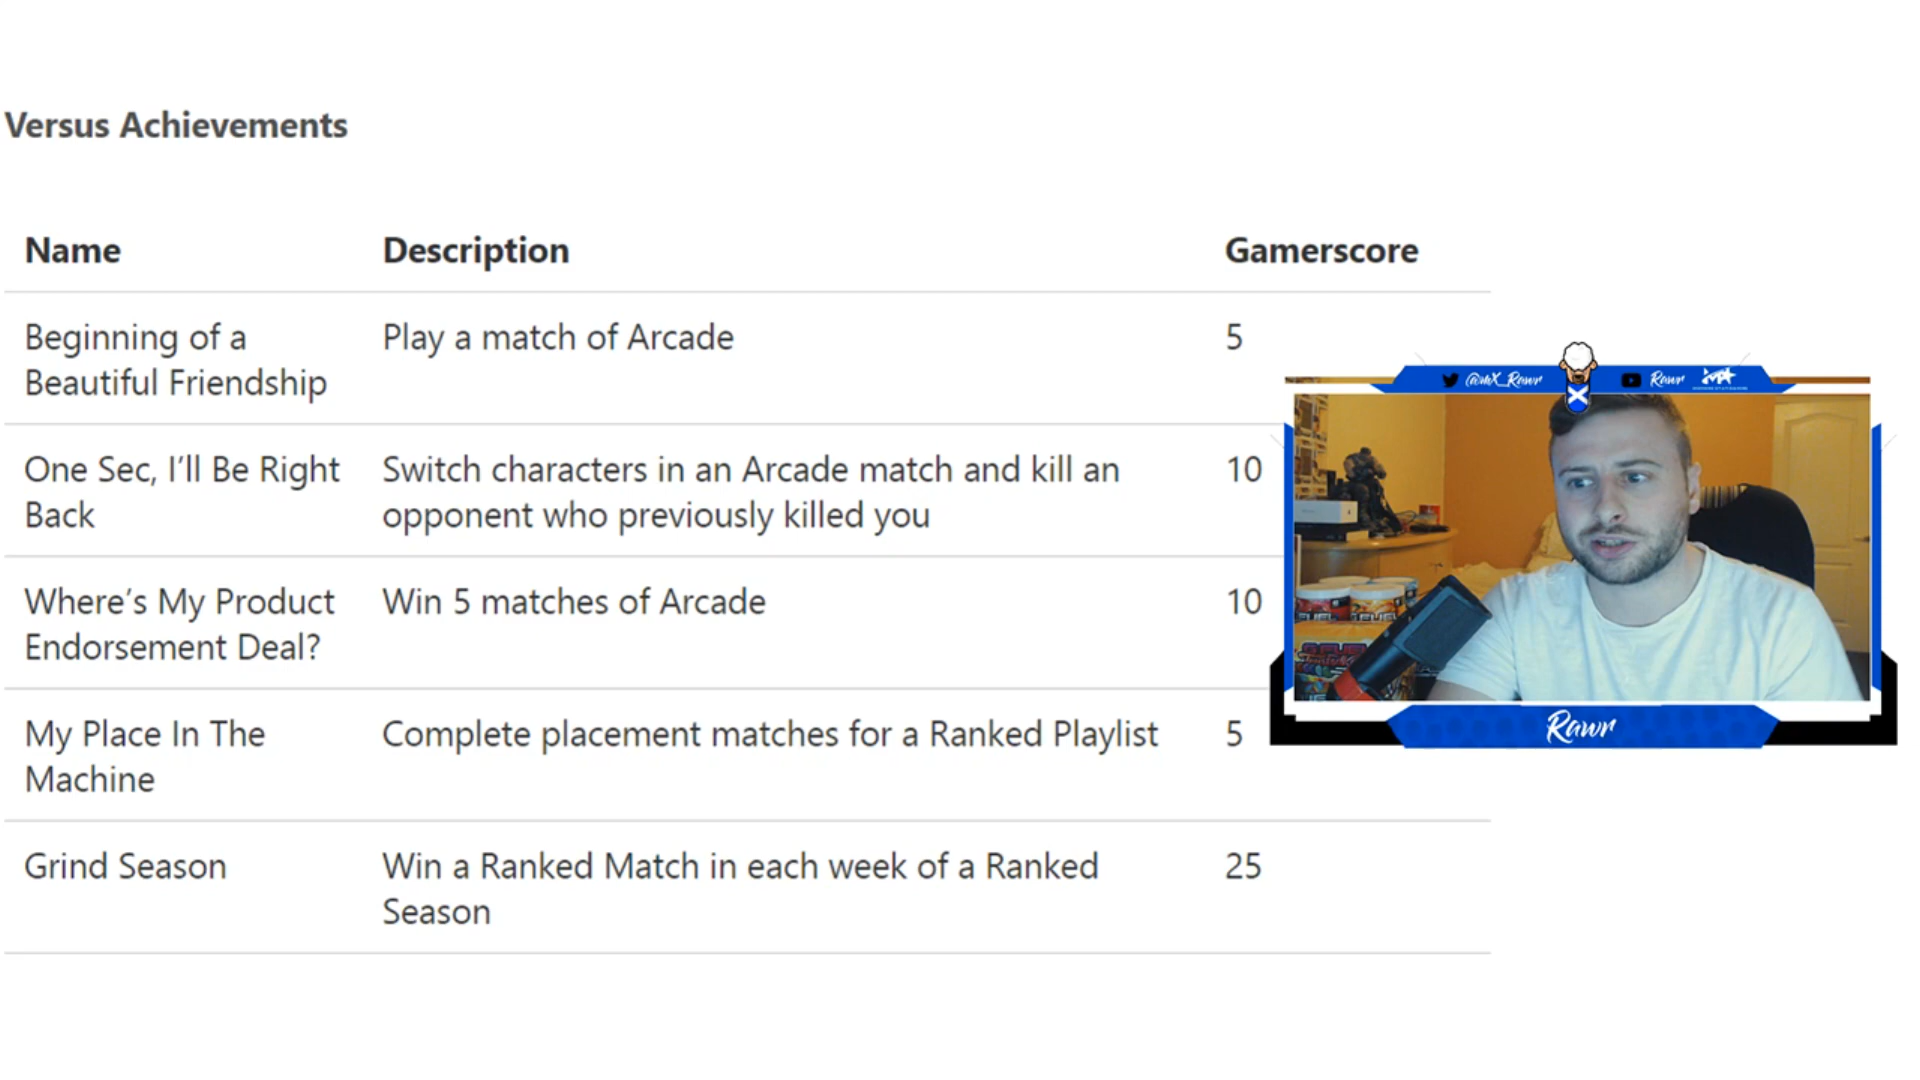 Versus Achievements
Name Description Gamerscore
Beginning of a Play a match of Arcade 5
Beautiful Friendship
One Sec, I’ll Be Right Switch characters in an Arcade match and kill an 10
Back opponent who previously killed you
Where’s My Product Win 5 matches of Arcade 10
Endorsement Deal?
My Place In The Complete placement matches for a Ranked Playlist 5
Machine
Grind Season Win a Ranked Match in each week of a Ranked 25
Season
@mX_Rawr Rawr
G FUEL
Rawr